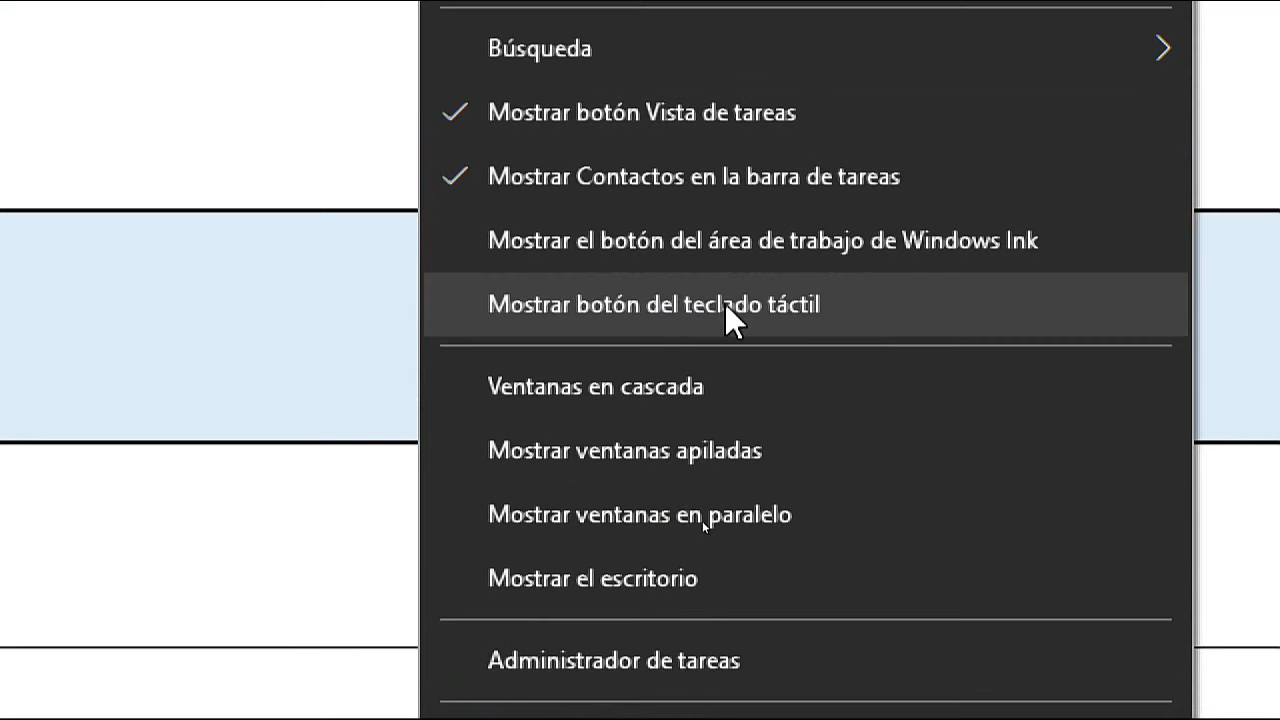 Búsqueda
Mostrar botón Vista de tareas
Mostrar Contactos en la barra de tareas
Mostrar el botón del área de trabajo de Windows Ink
Mostrar botón del teclado táctil
Ventanas en cascada
Mostrar ventanas apiladas
Mostrar ventanas en paralelo
Mostrar el escritorio
Administrador de tareas